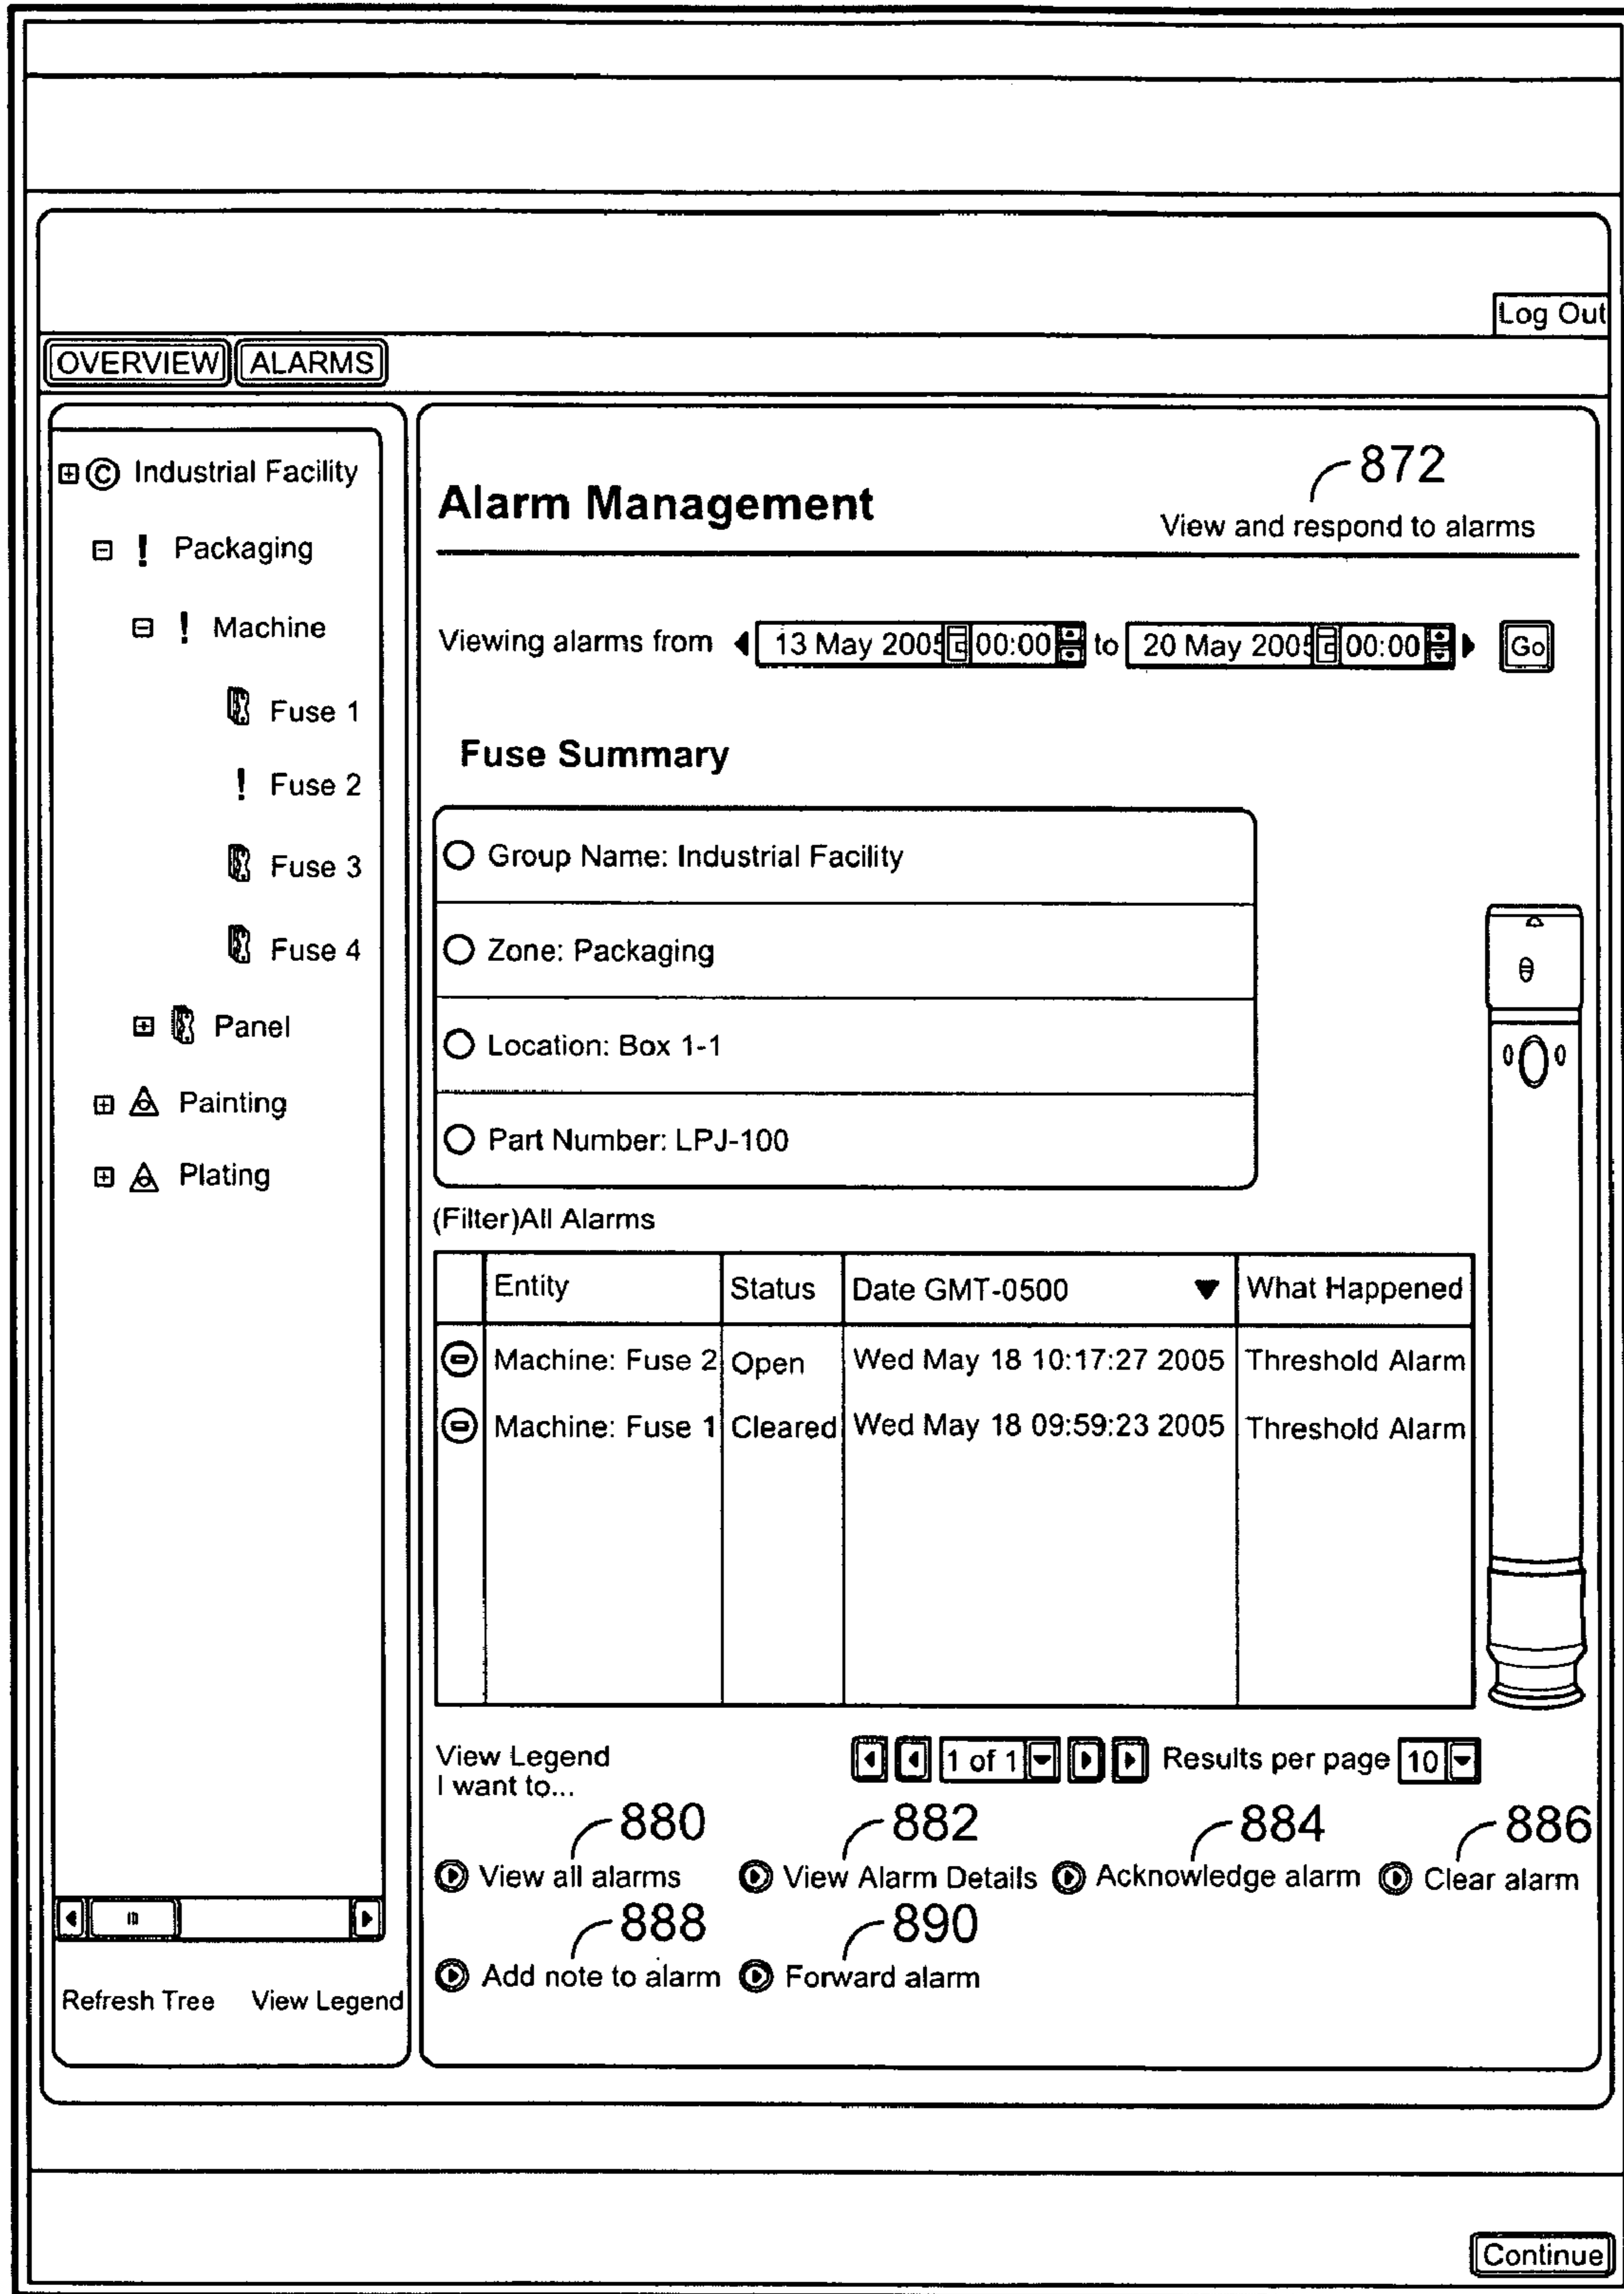 Log Out
OVERVIEW ALARMS
Industrial Facility
Packaging
Machine
Fuse 1
Fuse 2
Fuse 3
Fuse 4
Panel
Painting
Plating
Refresh Tree View Legend
Alarm Management
872
View and respond to alarms
Viewing alarms from 13 May 2005 00:00 to 20 May 2005 00:00 Go
Fuse Summary
Group Name: Industrial Facility
Zone: Packaging
Location: Box 1-1
Part Number: LPJ-100
(Filter)All Alarms
Entity Status Date GMT-0500 What Happened
Machine: Fuse 2 Open Wed May 18 10:17:27 2005 Threshold Alarm
Machine: Fuse 1 Cleared Wed May 18 09:59:23 2005 Threshold Alarm
View Legend 1 of 1 Results per page 10
I want to...
880 882 884 886
View all alarms View Alarm Details Acknowledge alarm Clear alarm
888 890
Add note to alarm Forward alarm
Continue